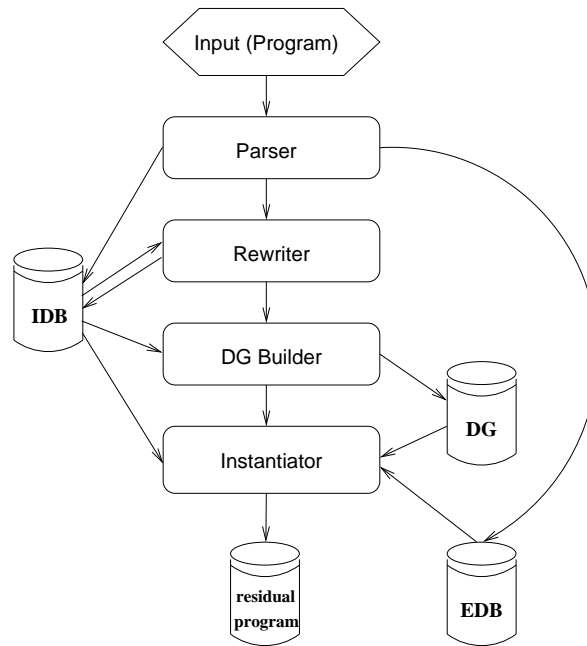 Input (Program)
Parser
Rewriter
IDB
DG Builder
DG
Instantiator
residual
program
EDB